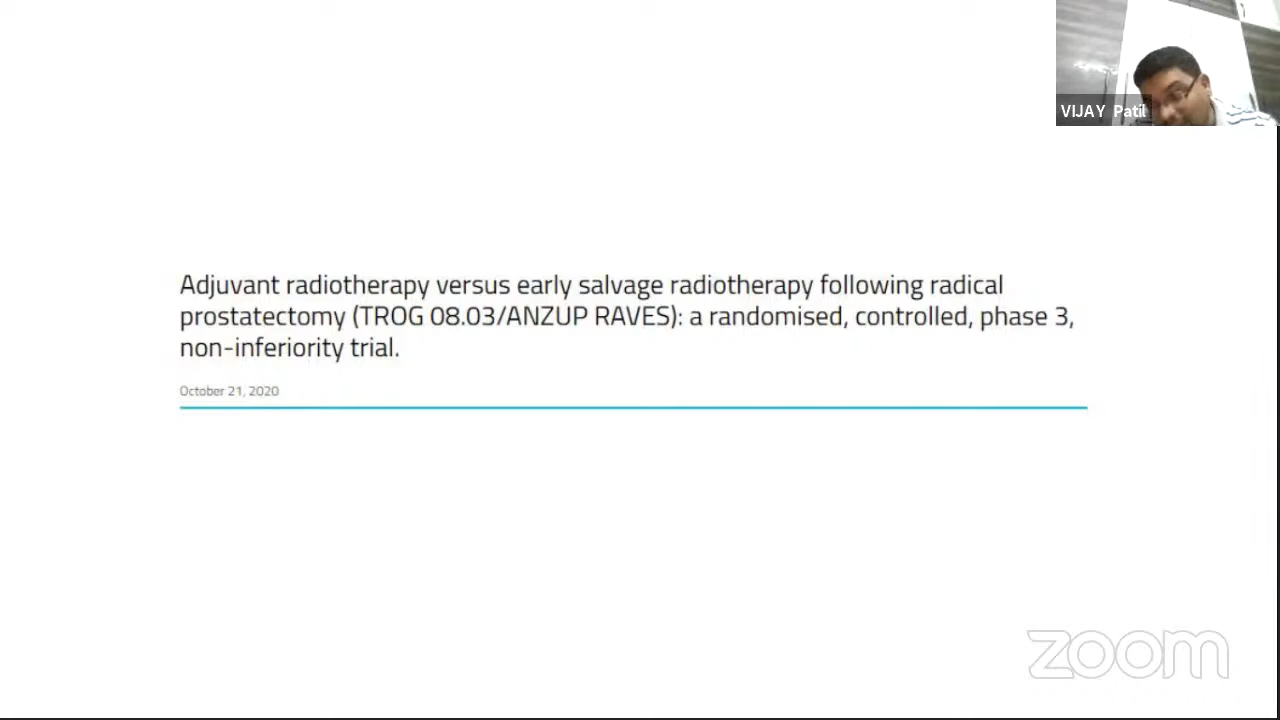 VIJAY Patil
Adjuvant radiotherapy versus early salvage radiotherapy following radical
prostatectomy (TROG 08.03/ANZUP RAVES): a randomised, controlled, phase 3,
non-inferiority trial.
October 21, 2020
zoom